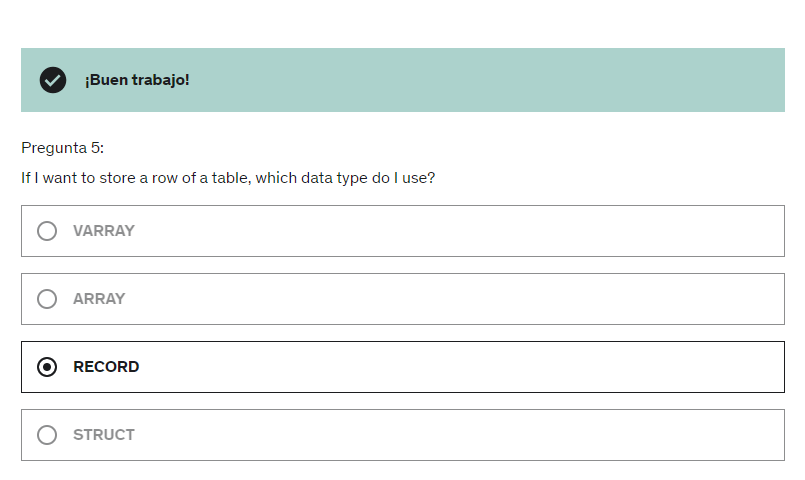 ¡Buen trabajo!
Pregunta 5:
If I want to store a row of a table, which data type do I use?
VARRAY
ARRAY
RECORD
STRUCT